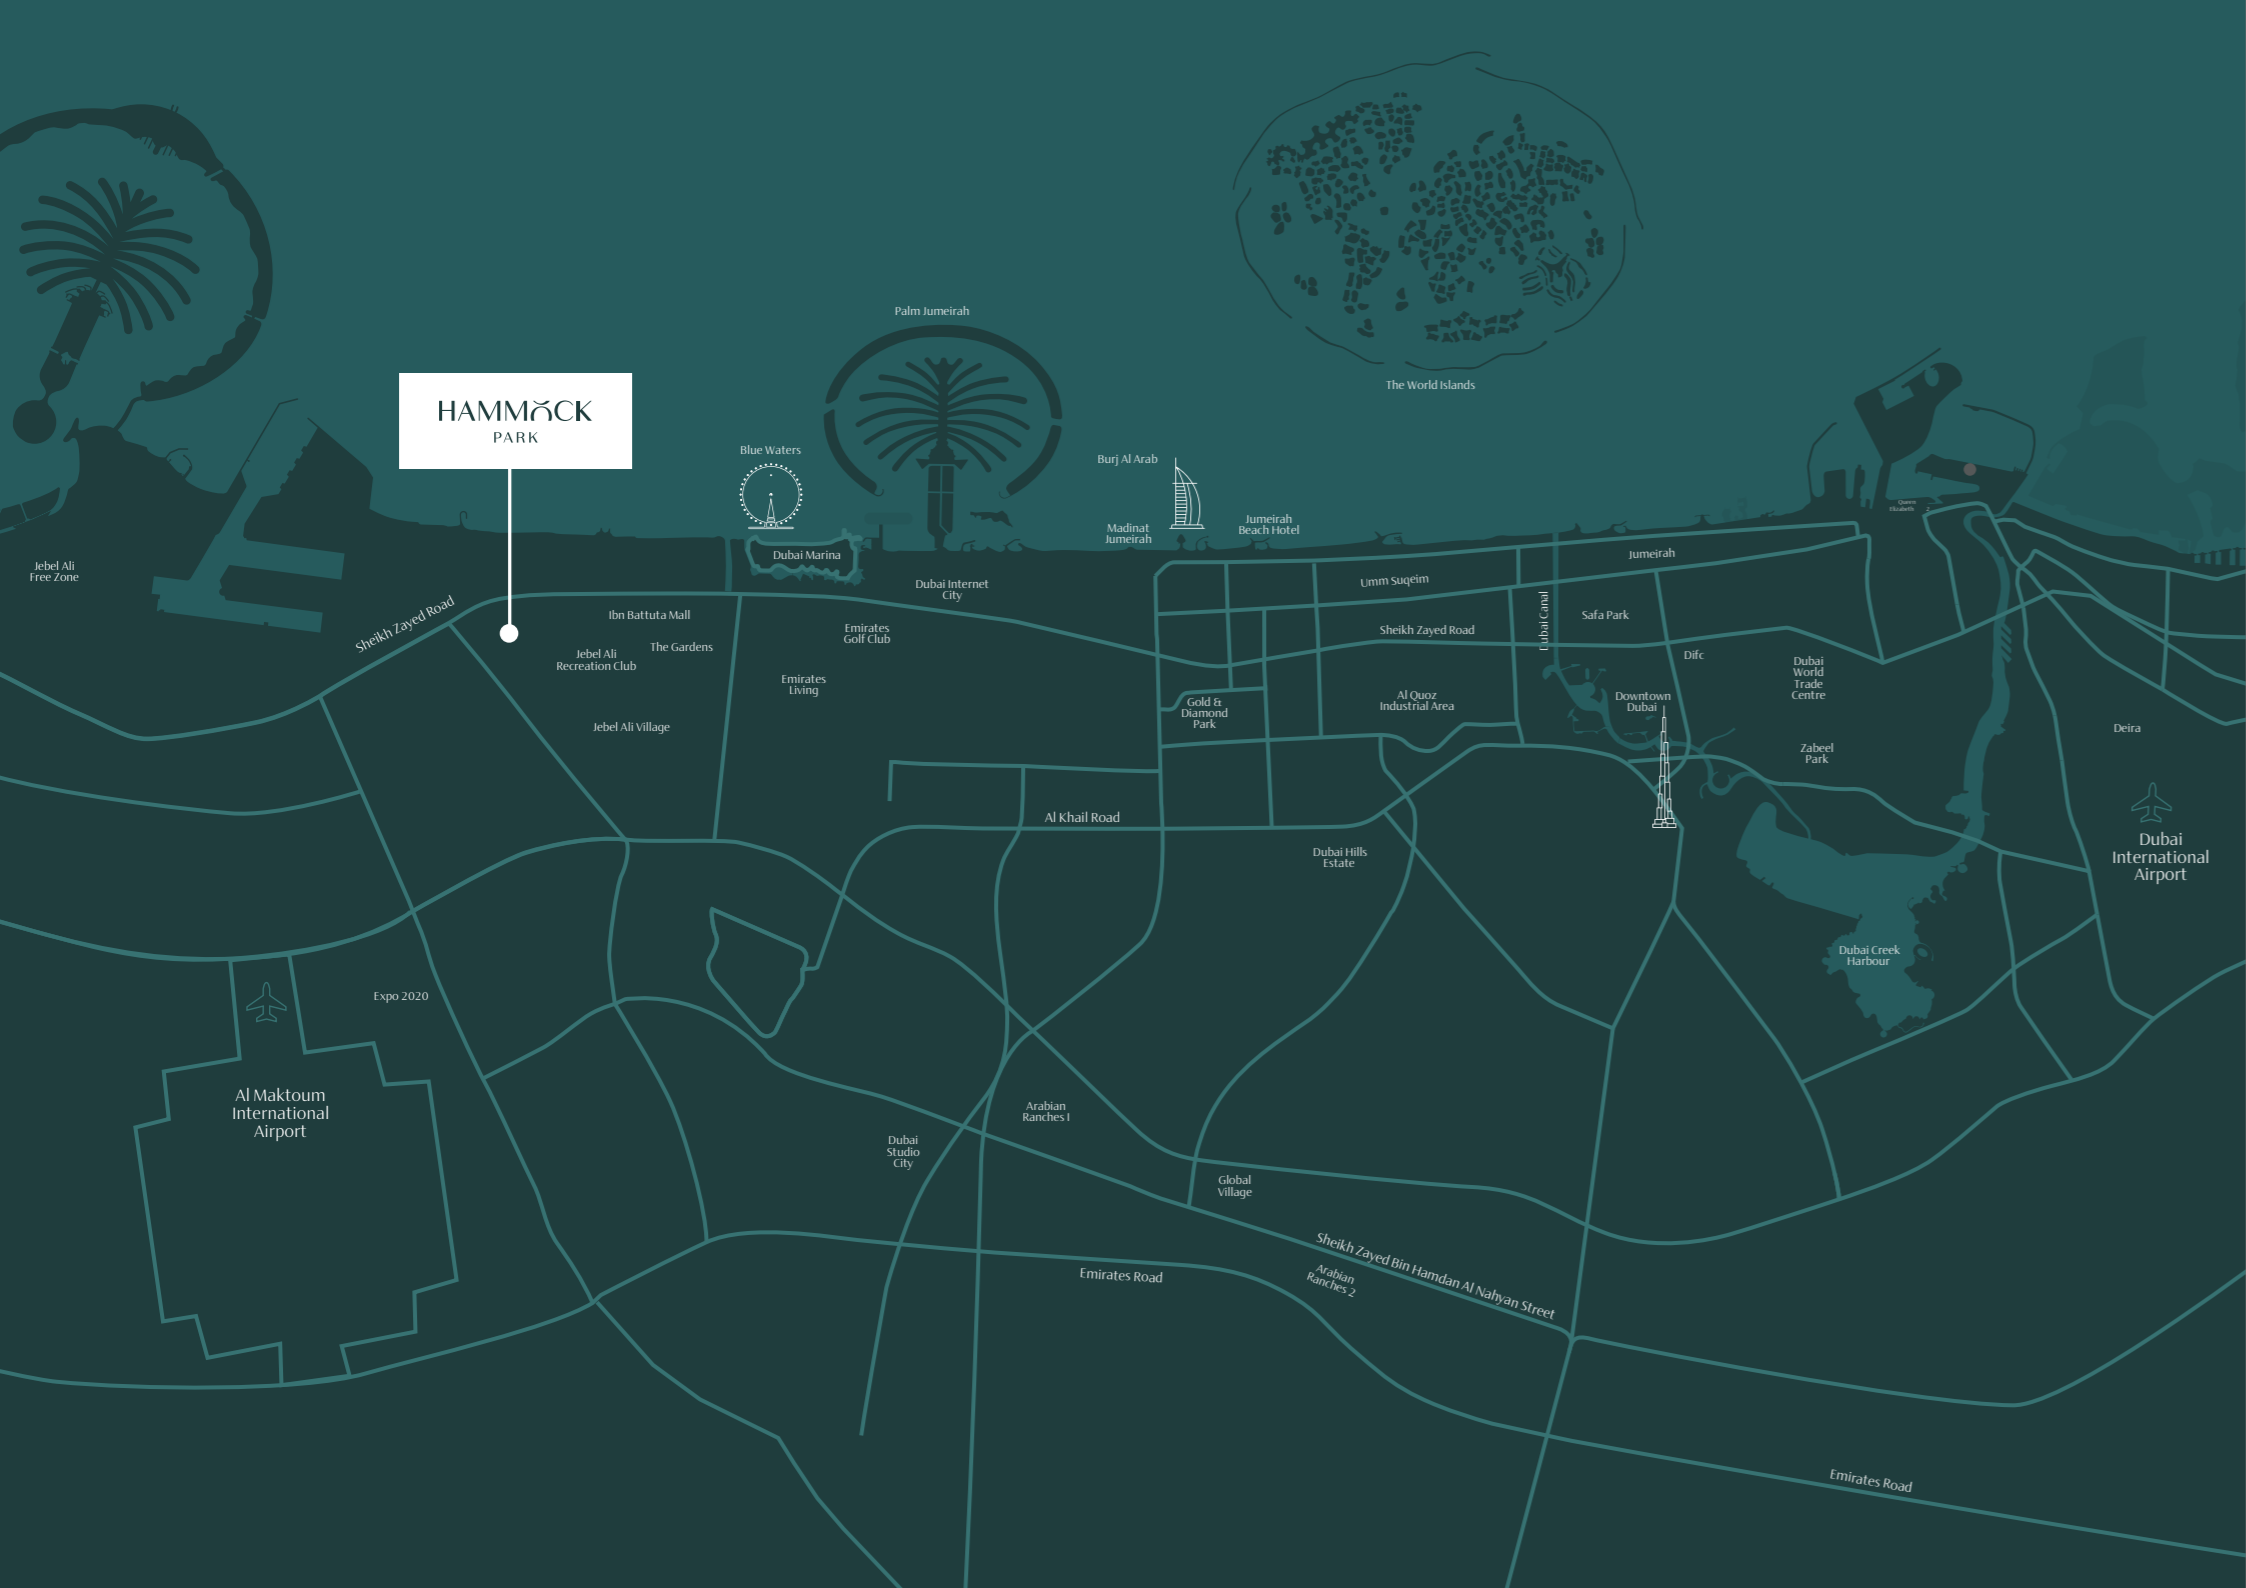 Palm Jumeirah
The World Islands
HAMMOCK
PARK
Blue Waters
Burj Al Arab
Madinat
Jumeirah
Jumeirah
Beach Hotel
Queen
Elizabeth 2
Dubai Marina
Jumeirah
Jebel Ali
Free Zone
Dubai Internet
City
Umm Suqeim
Sheikh Zayed Road
Ibn Battuta Mall
Emirates
Golf Club
Sheikh Zayed Road
Dubai Canal
Safa Park
The Gardens
Jebel Ali
Recreation Club
Difc
Dubai
World
Trade
Centre
Emirates
Living
Gold &
Diamond
Park
Al Quoz
Industrial Area
Downtown
Dubai
Jebel Ali Village
Deira
Zabeel
Park
Al Khail Road
Dubai Hills
Estate
Dubai
International
Airport
Dubai Creek
Harbour
Expo 2020
Al Maktoum
International
Airport
Arabian
Ranches I
Dubai
Studio
City
Global
Village
Sheikh Zayed Bin Hamdan Al Nahyan Street
Emirates Road
Arabian
Ranches 2
Emirates Road